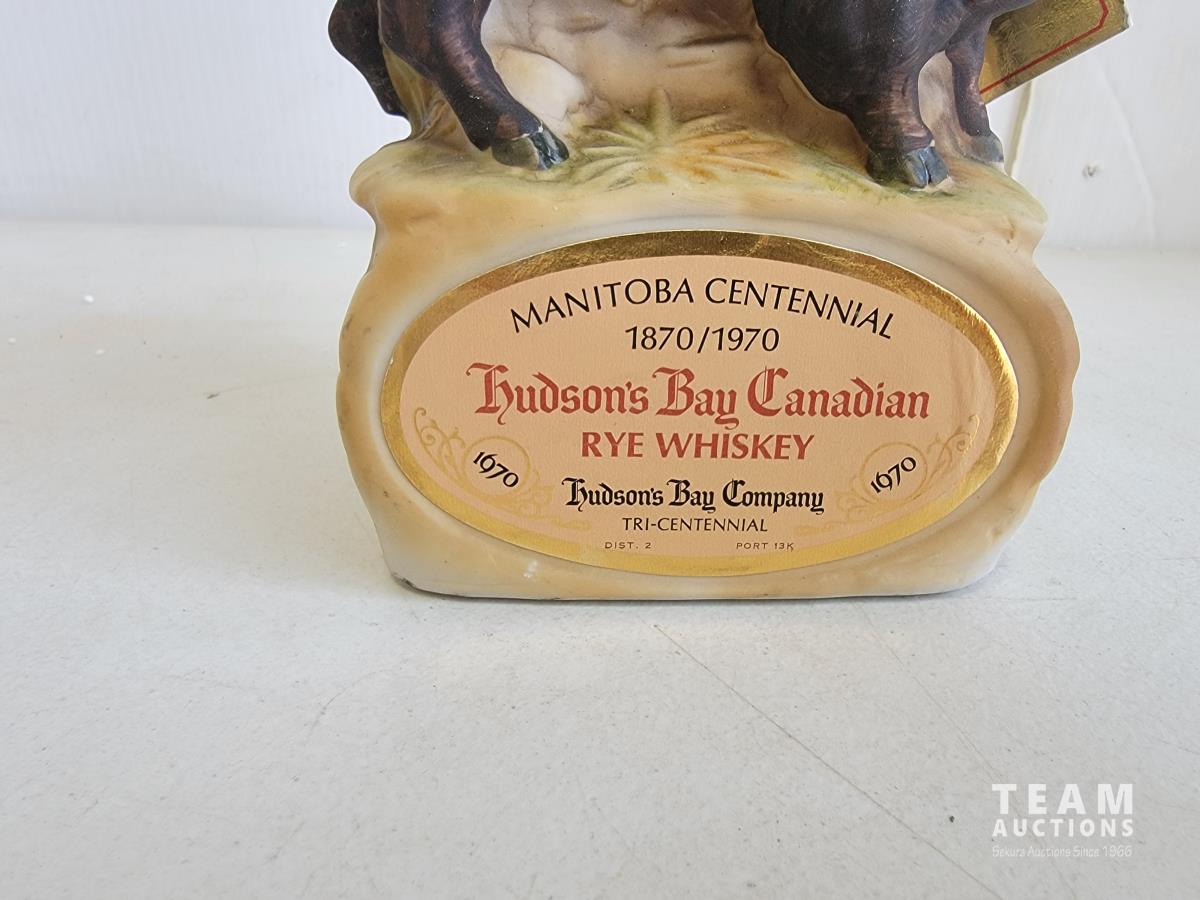 MANITOBA CENTENNIAL
1870/1970
Hudson's Bay Canadian
RYE WHISKEY
1670
1970
Hudson's Bay Company
TRI-CENTENNIAL
DIST. 2 PORT 13K
TEAM
AUCTIONS
Sekura Auctions Since 1966